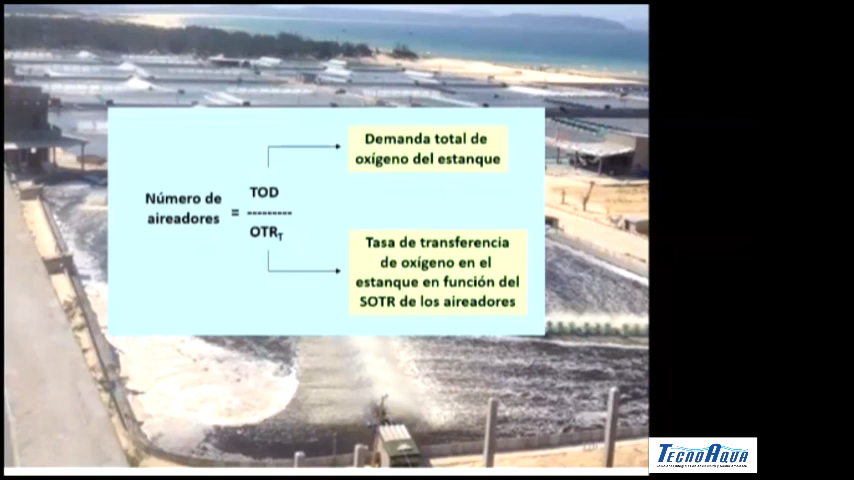 Demanda total de
oxígeno del estanque
Número de
aireadores
=
TOD
----------
OTRT
Tasa de transferencia
de oxígeno en el
estanque en función del
SOTR de los aireadores
TECNOAQUA